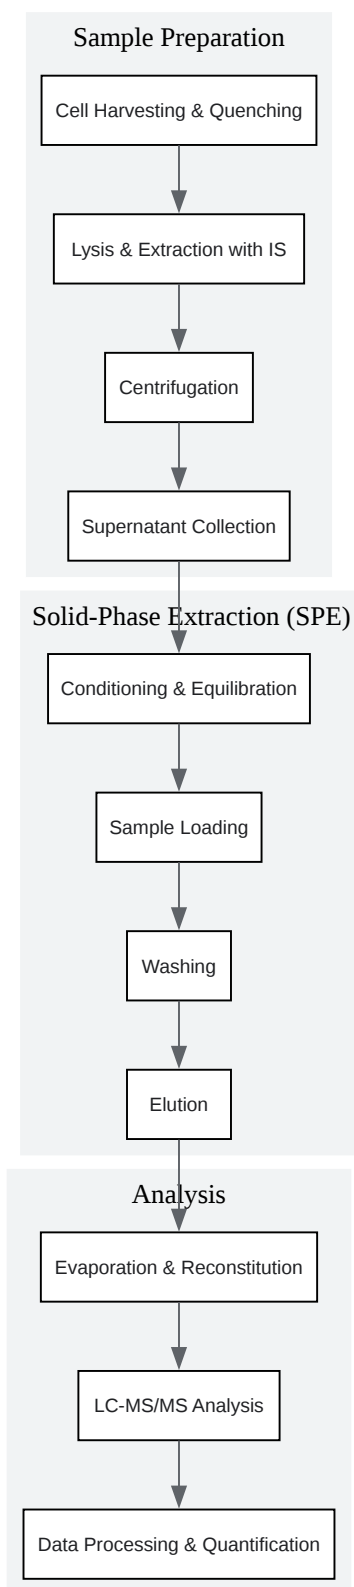 Sample Preparation
Cell Harvesting & Quenching
Lysis & Extraction with IS
Centrifugation
Supernatant Collection
Solid-Phase Extraction (SPE)
Conditioning & Equilibration
Sample Loading
Washing
Elution
Analysis
Evaporation & Reconstitution
LC-MS/MS Analysis
Data Processing & Quantification